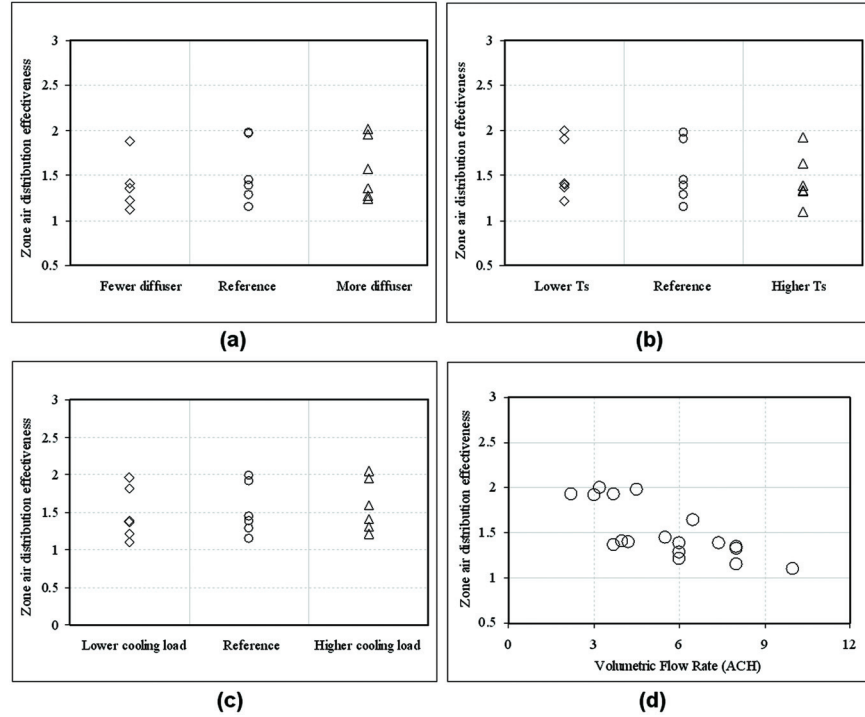 3
2.5
2
1.5
1
0.5
Zone air distribution effectiveness
Fewer diffuser Reference More diffuser
(a)
3
2.5
2
1.5
1
0.5
Zone air distribution effectiveness
Lower Ts Reference Higher Ts
(b)
3
2.5
2
1.5
1
0.5
0
Zone air distribution effectiveness
Lower cooling load Reference Higher cooling load
(c)
3
2.5
2
1.5
1
0.5
Zone air distribution effectiveness
0 3 6 9 12
Volumetric Flow Rate (ACH)
(d)